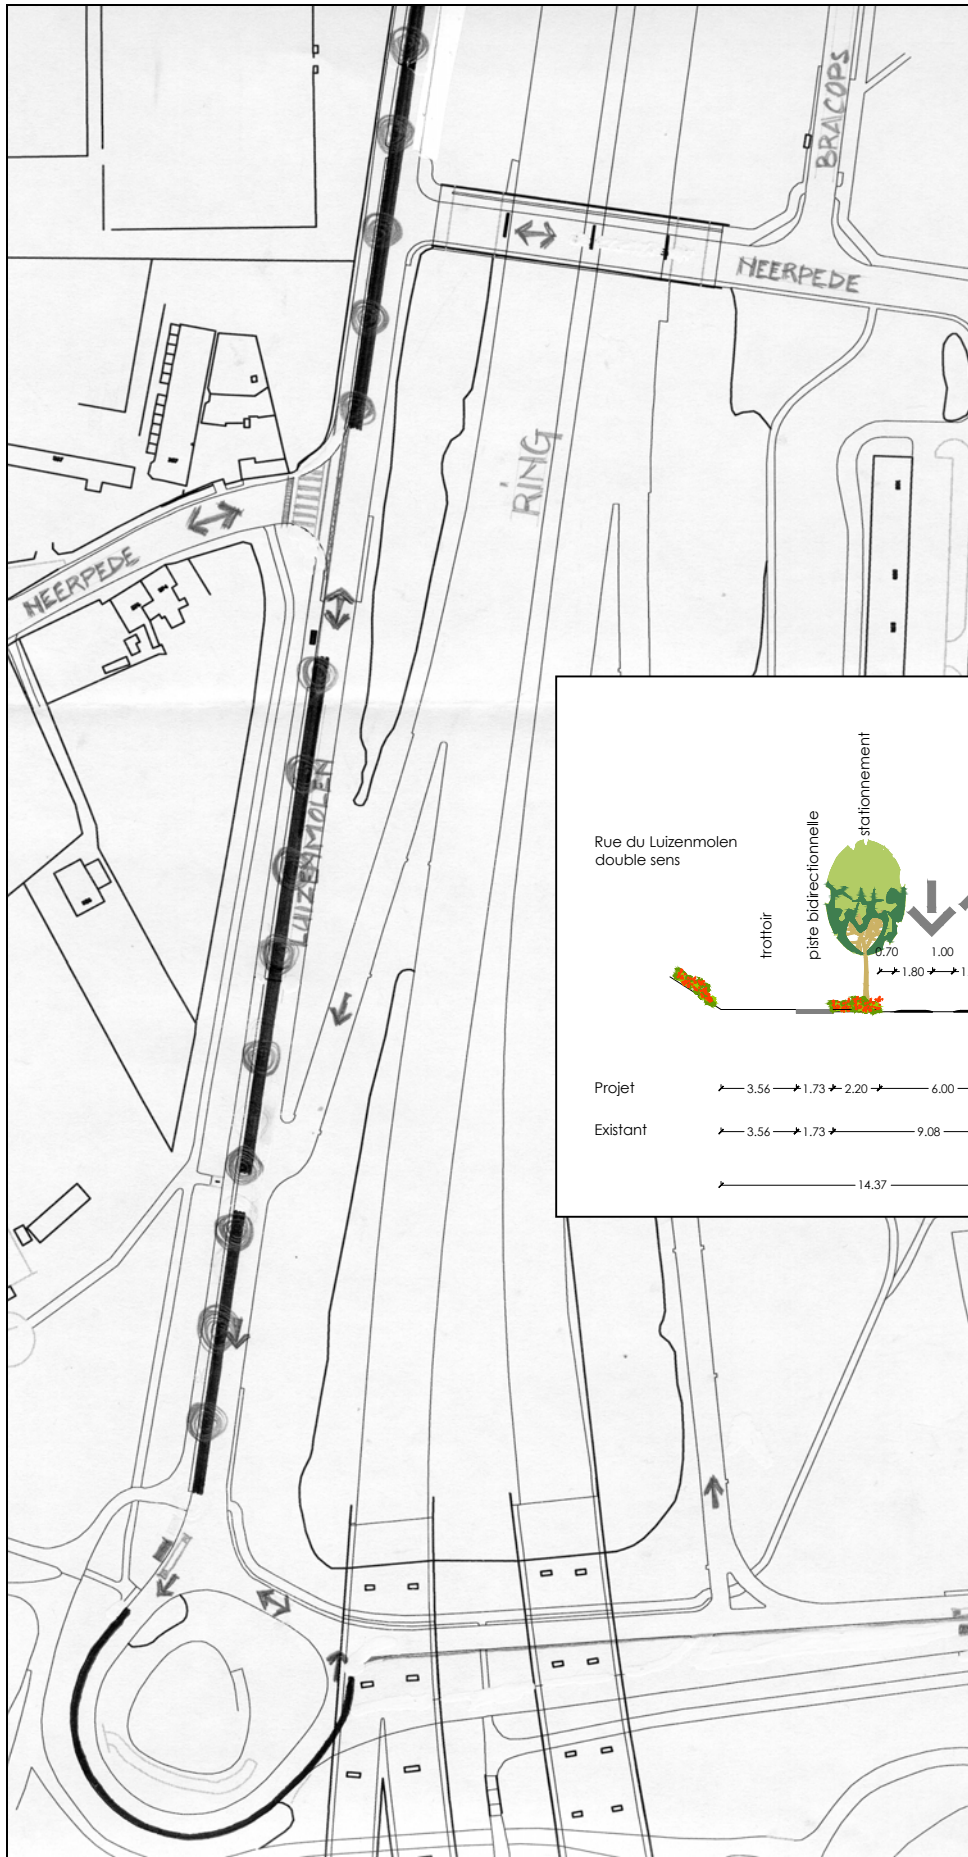 BRACOPS
NEERPEDE
RING
NEERPEDE
LUIZENMOLEN
Rue du Luizenmolen
double sens
trottoir
piste bidirectionnelle
stationnement
0.70 1.00
1.80 1
Projet 3.56 1.73 2.20 6.00
Existant 3.56 1.73 9.08
14.37